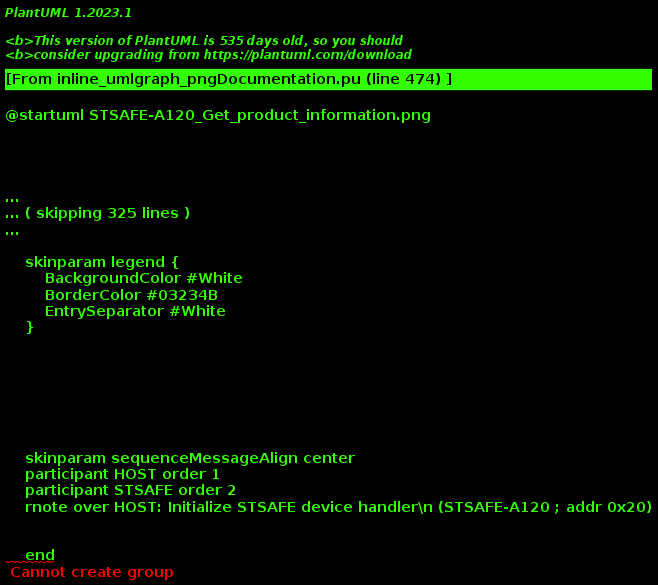 PlantUML 1.2023.1
<b>This version of PlantUML is 535 days old, so you should
<b>consider upgrading from https://plantuml.com/download
[From inline_umlgraph_pngDocumentation.pu (line 474) ]
@startuml STSAFE-A120_Get_product_information.png
...
... ( skipping 325 lines )
...
skinparam legend {
BackgroundColor #White
BorderColor #03234B
EntrySeparator #White
}
skinparam sequenceMessageAlign center
participant HOST order 1
participant STSAFE order 2
rnote over HOST: Initialize STSAFE device handler\n (STSAFE-A120 ; addr 0x20)
end
Cannot create group